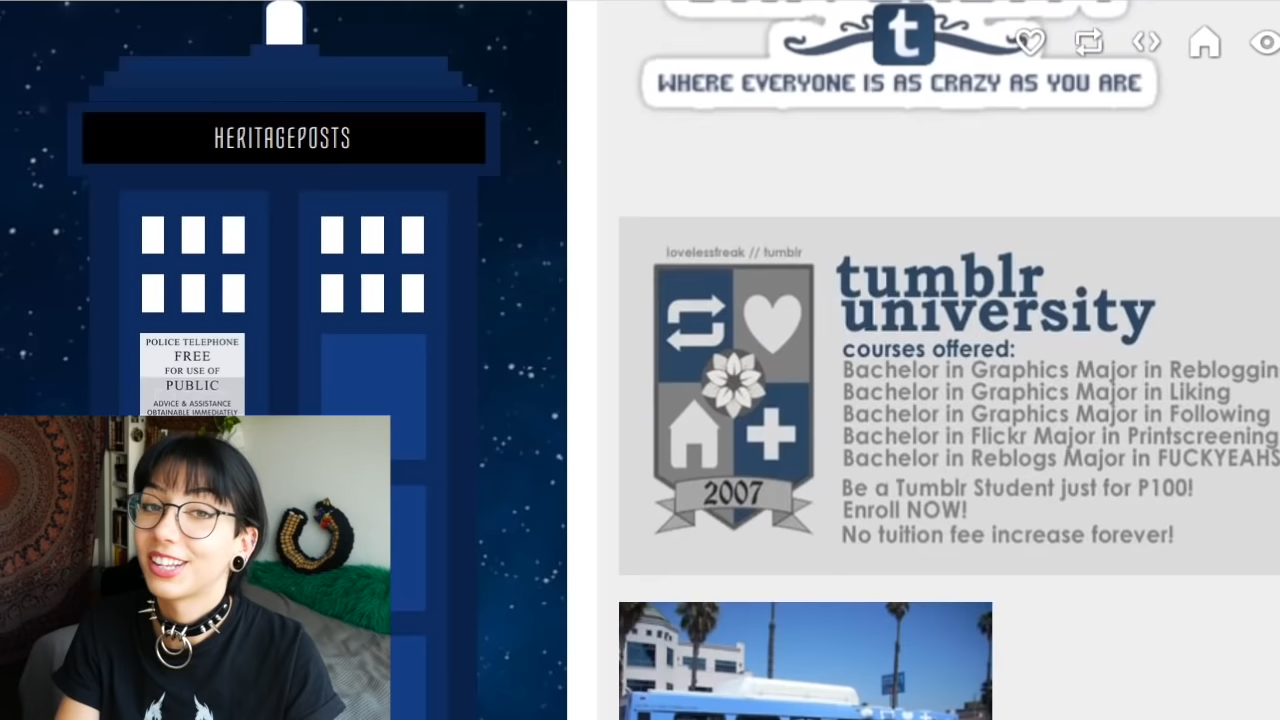 t
WHERE EVERYONE IS AS CRAZY AS YOU ARE
HERITAGEPOSTS
POLICE TELEPHONE
FREE
FOR USE OF
PUBLIC
ADVICE & ASSISTANCE
OBTAINABLE IMMEDIATELY
lovelessfreak // tumblr
2007
tumblr
university
courses offered:
Bachelor in Graphics Major in Rebloggin
Bachelor in Graphics Major in Liking
Bachelor in Graphics Major in Following
Bachelor in Flickr Major in Printscreening
Bachelor in Reblogs Major in FUCKYEAHS
Be a Tumblr Student just for P100!
Enroll NOW!
No tuition fee increase forever!